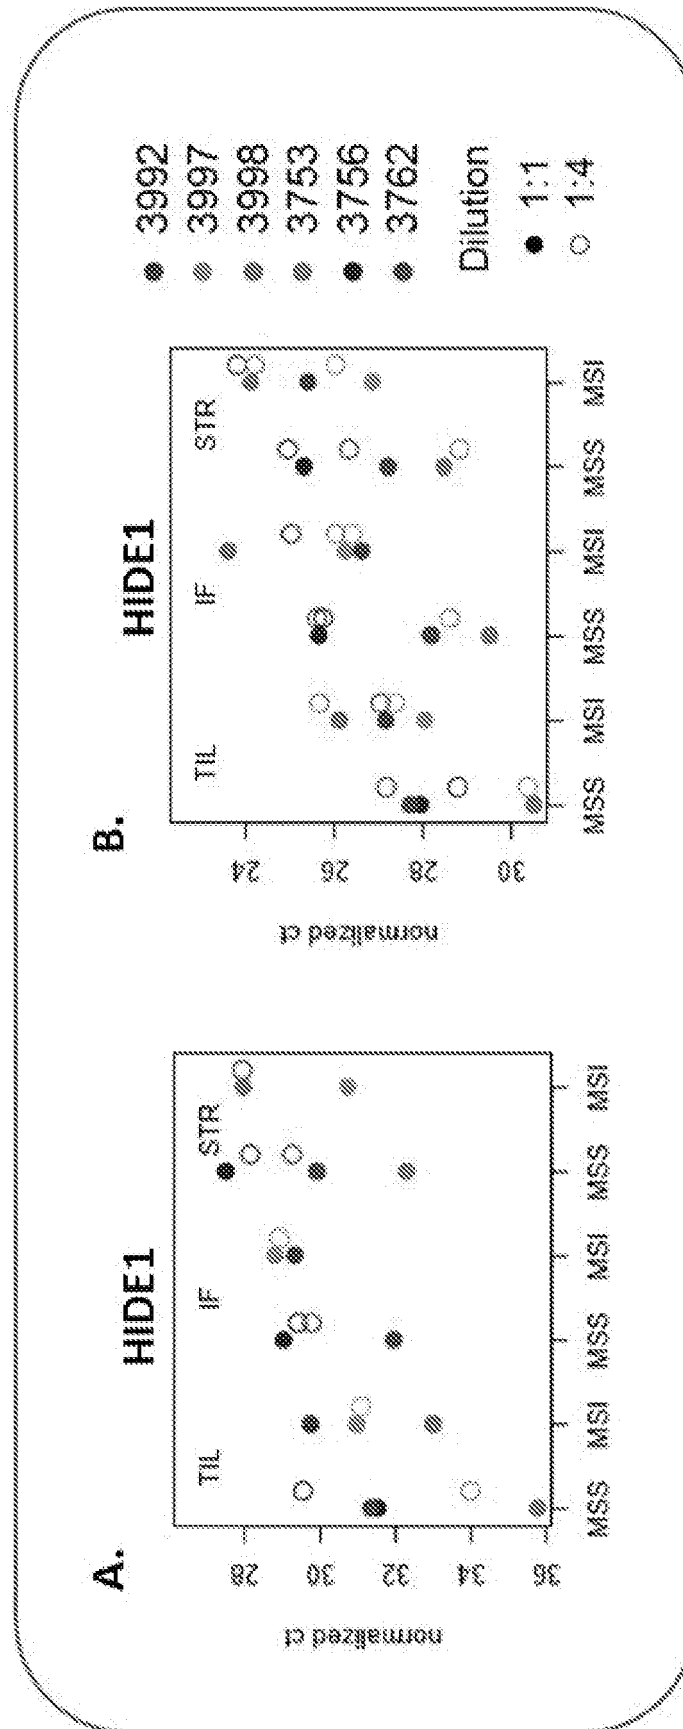 A.
HIDE1
normalized ct
28
30
32
34
36
TIL
IF
STR
MSS
MSI
MSS
MSI
MSS
MSI
B.
HIDE1
normalized ct
24
26
28
30
TIL
IF
STR
MSS
MSI
MSS
MSI
MSS
MSI
3992
3997
3998
3753
3756
3762
Dilution
1:1
1:4